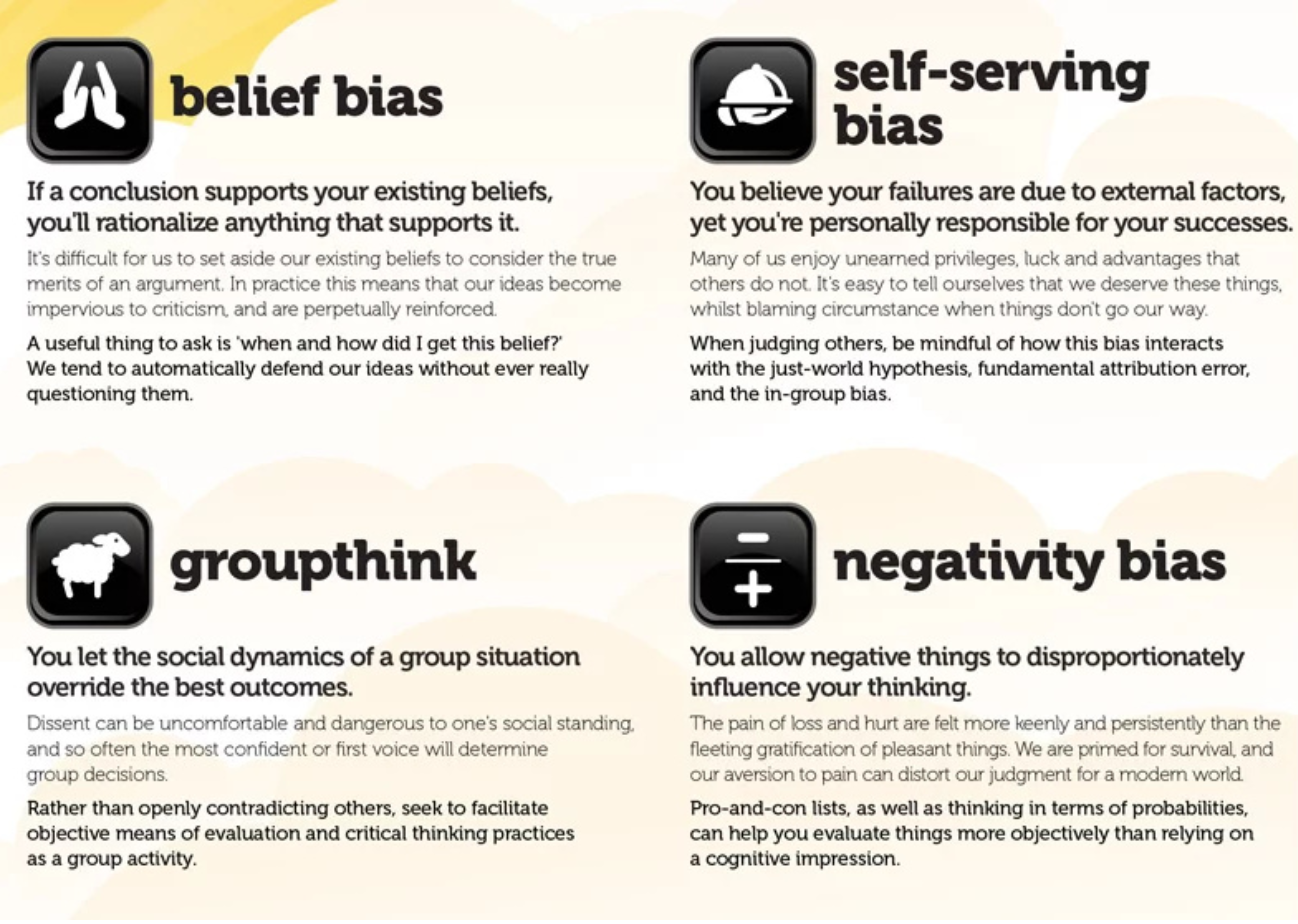 belief bias
If a conclusion supports your existing beliefs,
you'll rationalize anything that supports it.
It's difficult for us to set aside our existing beliefs to consider the true
merits of an argument. In practice this means that our ideas become
impervious to criticism, and are perpetually reinforced.
A useful thing to ask is 'when and how did I get this belief?'
We tend to automatically defend our ideas without ever really
questioning them.
self-serving
bias
You believe your failures are due to external factors,
yet you're personally responsible for your successes.
Many of us enjoy unearned privileges, luck and advantages that
others do not. It's easy to tell ourselves that we deserve these things,
whilst blaming circumstance when things don't go our way.
When judging others, be mindful of how this bias interacts
with the just-world hypothesis, fundamental attribution error,
and the in-group bias.
groupthink
You let the social dynamics of a group situation
override the best outcomes.
Dissent can be uncomfortable and dangerous to one's social standing,
and so often the most confident or first voice will determine
group decisions.
Rather than openly contradicting others, seek to facilitate
objective means of evaluation and critical thinking practices
as a group activity.
negativity bias
You allow negative things to disproportionately
influence your thinking.
The pain of loss and hurt are felt more keenly and persistently than the
fleeting gratification of pleasant things. We are primed for survival, and
our aversion to pain can distort our judgment for a modern world.
Pro-and-con lists, as well as thinking in terms of probabilities,
can help you evaluate things more objectively than relying on
a cognitive impression.